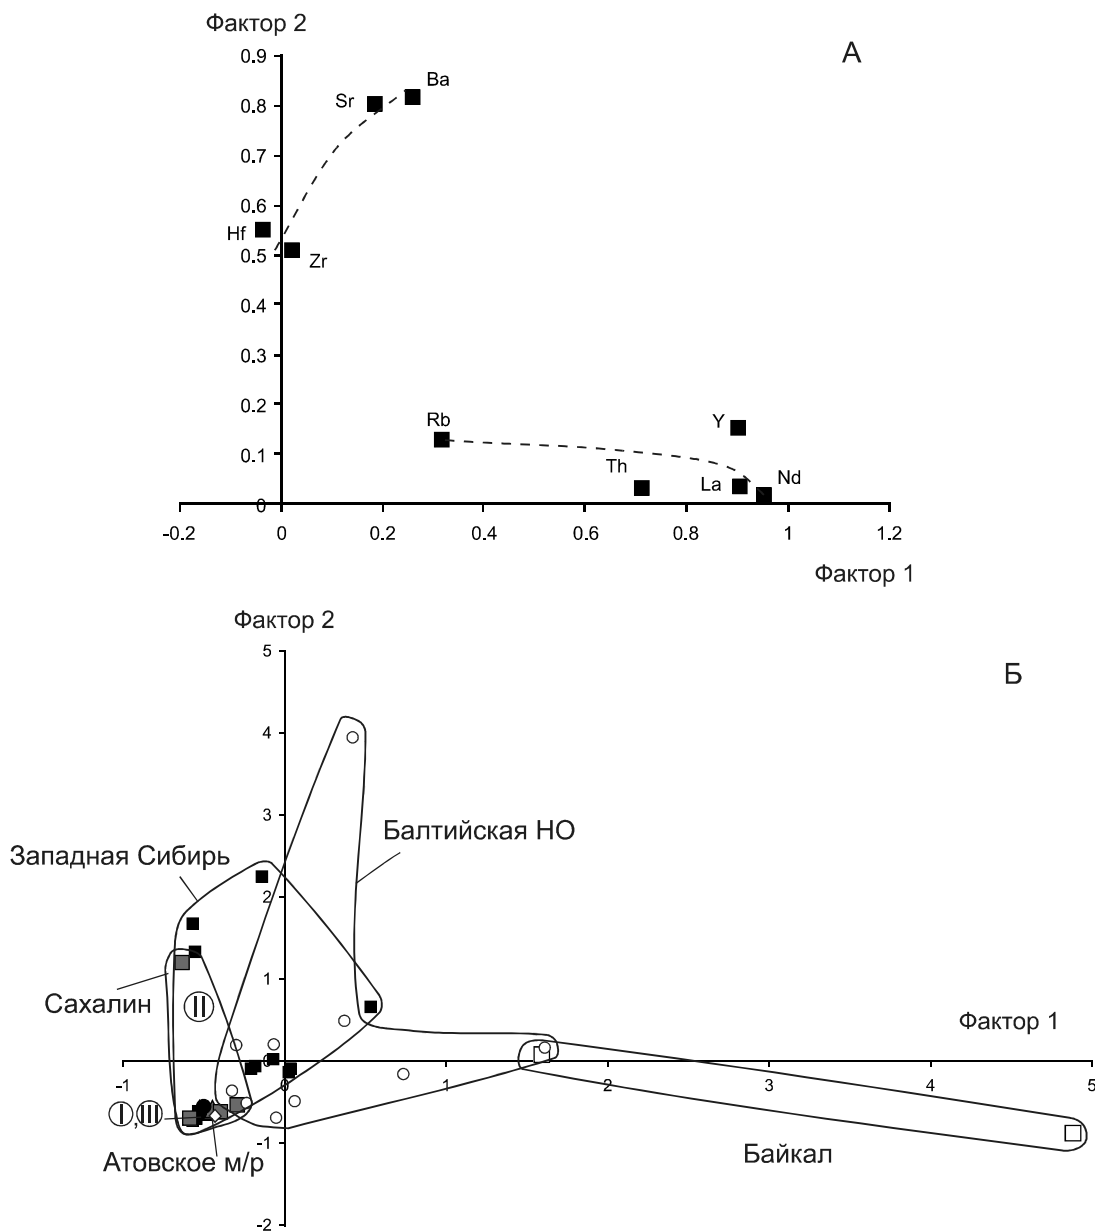 Фактор 2
А
0.9
Ba
Sr
0.8
0.7
0.6
Hf
0.5
Zr
0.4
0.3
0.2
Rb
Y
0.1
Th
La
Nd
0
-0.2
0
0.2
0.4
0.6
0.8
1
1.2
Фактор 1
Фактор 2
5
Б
4
3
Балтийская НО
Западная Сибирь
2
1
Сахалин
II
Фактор 1
0
-1
0
1
2
3
4
5
I,III
-1
Атовское м/р
Байкал
-2